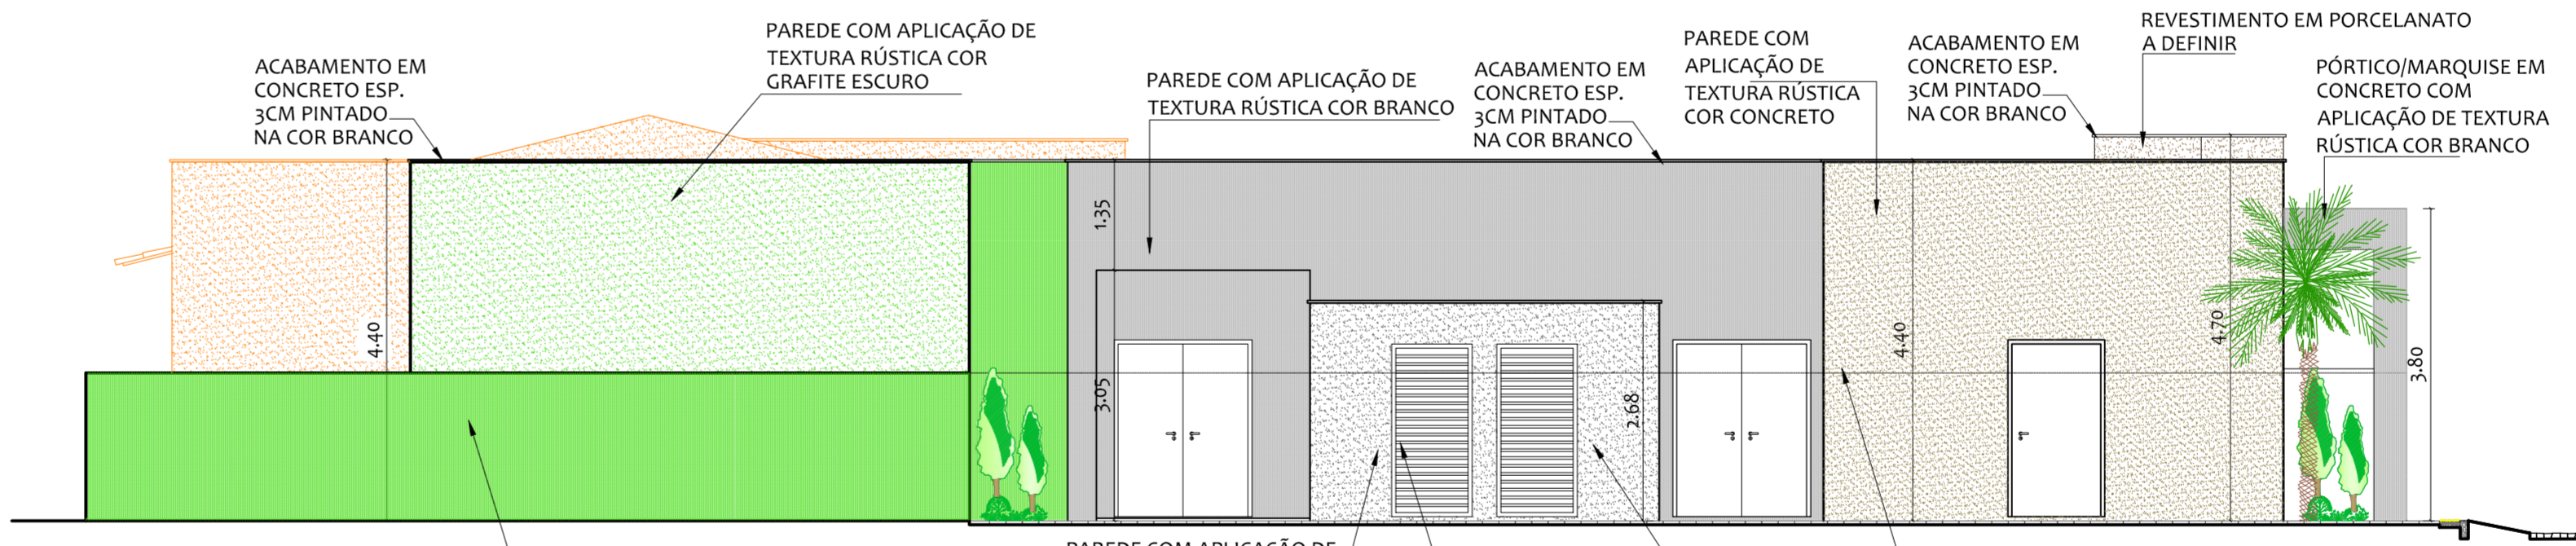 ACABAMENTO EM
CONCRETO ESP.
3CM PINTADO
NA COR BRANCO
PAREDE COM APLICAÇÃO DE
TEXTURA RÚSTICA COR
GRAFITE ESCURO
PAREDE COM APLICAÇÃO DE
TEXTURA RÚSTICA COR BRANCO
ACABAMENTO EM
CONCRETO ESP.
3CM PINTADO
NA COR BRANCO
PAREDE COM
APLICAÇÃO DE
TEXTURA RÚSTICA
COR CONCRETO
ACABAMENTO EM
CONCRETO ESP.
3CM PINTADO
NA COR BRANCO
REVESTIMENTO EM PORCELANATO
A DEFINIR
PÓRTICO/MARQUISE EM
CONCRETO COM
APLICAÇÃO DE TEXTURA
RÚSTICA COR BRANCO
4.40
1.35
3.05
2.68
4.40
4.70
3.80
PAREDE COM APLICAÇÃO DE